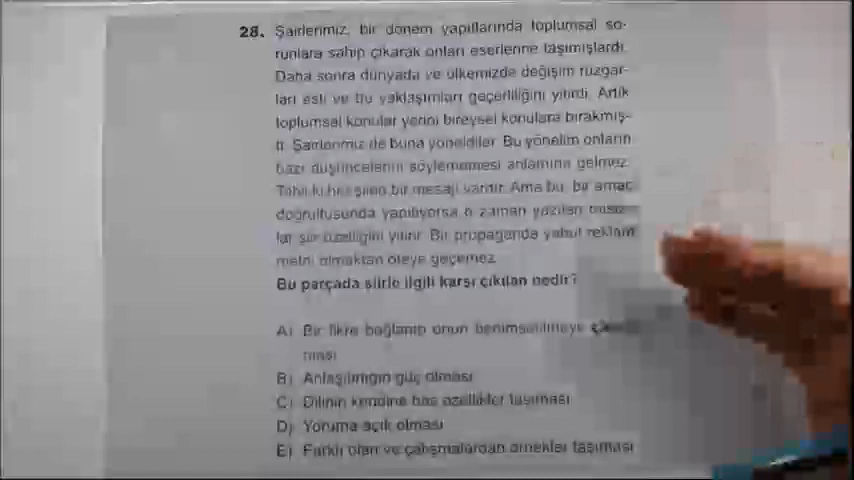 28. Şairlerimiz, bir dönem yapıtlarında toplumsal so-
runlara sahip çıkarak onları eserlerine taşımışlardı.
Daha sonra dünyada ve ülkemizde değişim rüzgar-
ları esti ve bu yaklaşımları geçerliliğini yitirdi. Artık
toplumsal konular yerini bireysel konulara bırakmış-
tı. Şairlerimiz de buna yöneldiler. Bu yönelim onların
bazı düşüncelerini söylememesi anlamına gelmez.
Tabii ki her şiirin bir mesajı vardır. Ama bu, bir amaç
doğrultusunda yapılıyorsa o zaman yazılan
lar şiir özelliğini yitirir. Bir propaganda yahut reklam
metni olmaktan öteye geçemez.
Bu parçada şiirle ilgili karşı çıkılan nedir?
A) Bir fikre bağlanıp onun benimsetilmeye
ması
B) Anlaşılırlığın güç olması
C) Dilinin kendine has özellikler taşıması
D) Yoruma açık olması
E) Farklı olan ve çalışmalardan örnekler taşıması